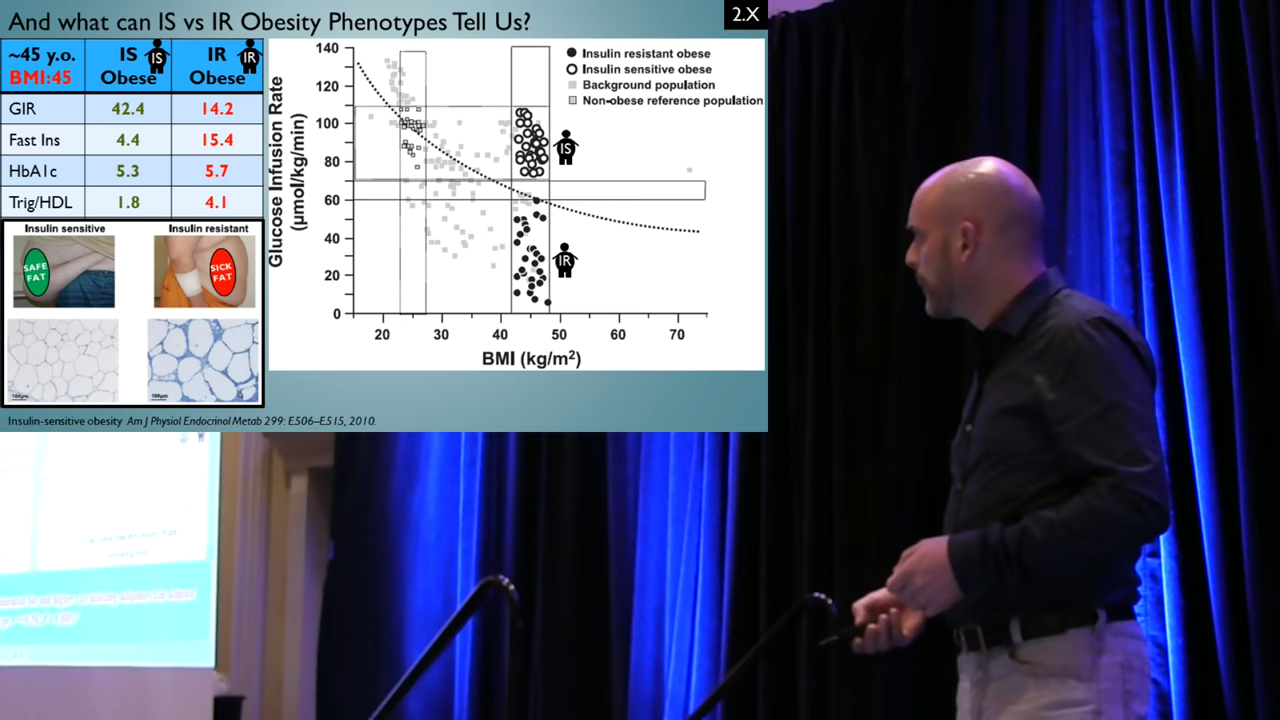 And what can IS vs IR Obesity Phenotypes Tell Us?
2.X
~45 y.o.
BMI:45
IS
Obese
IS
IR
Obese
IR
GIR 42.4 14.2
Fast Ins 4.4 15.4
HbA1c 5.3 5.7
Trig/HDL 1.8 4.1
Insulin sensitive
Insulin resistant
SAFE
FAT
SICK
FAT
100μm
100μm
Glucose Infusion Rate
(μmol/kg/min)
140
120
100
80
60
40
20
0
20 30 40 50 60 70
BMI (kg/m²)
Insulin resistant obese
Insulin sensitive obese
Background population
Non-obese reference population
IS
IR
Insulin-sensitive obesity Am J Physiol Endocrinol Metab 299: E506–E515, 2010.